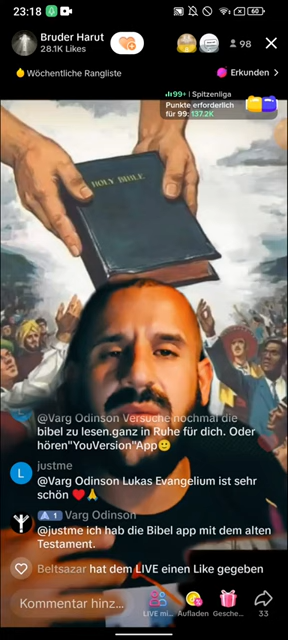 23:18
60
Bruder Harut
28.1K Likes
98
Wöchentliche Rangliste
Erkunden >
99+ | Spitzenliga
Punkte erforderlich
für 99: 137.2K
HOLY BIBLE
@Varg Odinson Versuche nochmal die
bibel zu lesen.ganz in Ruhe für dich. Oder
hören"YouVersion"App
L
justme
@Varg Odinson Lukas Evangelium ist sehr
schön
1 Varg Odinson
@justme ich hab die Bibel app mit dem alten
Testament.
Beltsazar hat dem LIVE einen Like gegeben
Kommentar hinz...
LIVE mi...
Aufladen
Gesche...
33